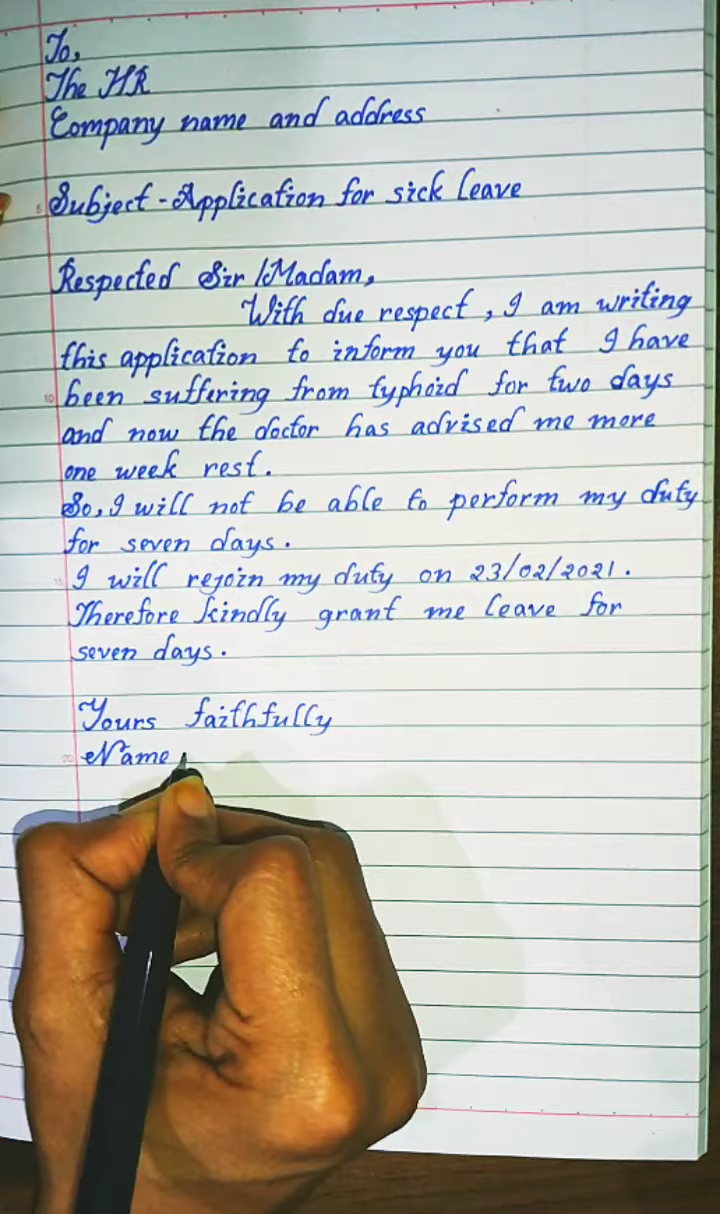 To,
The HR
Company name and address
Subject - Application for sick leave
Respected Sir/Madam,
With due respect, I am writing
this application to inform you that I have
been suffering from typhoid for two days
and now the doctor has advised me more
one week rest.
So, I will not be able to perform my duty
for seven days.
I will rejoin my duty on 23/02/2021.
Therefore kindly grant me leave for
seven days.
Yours faithfully
Name